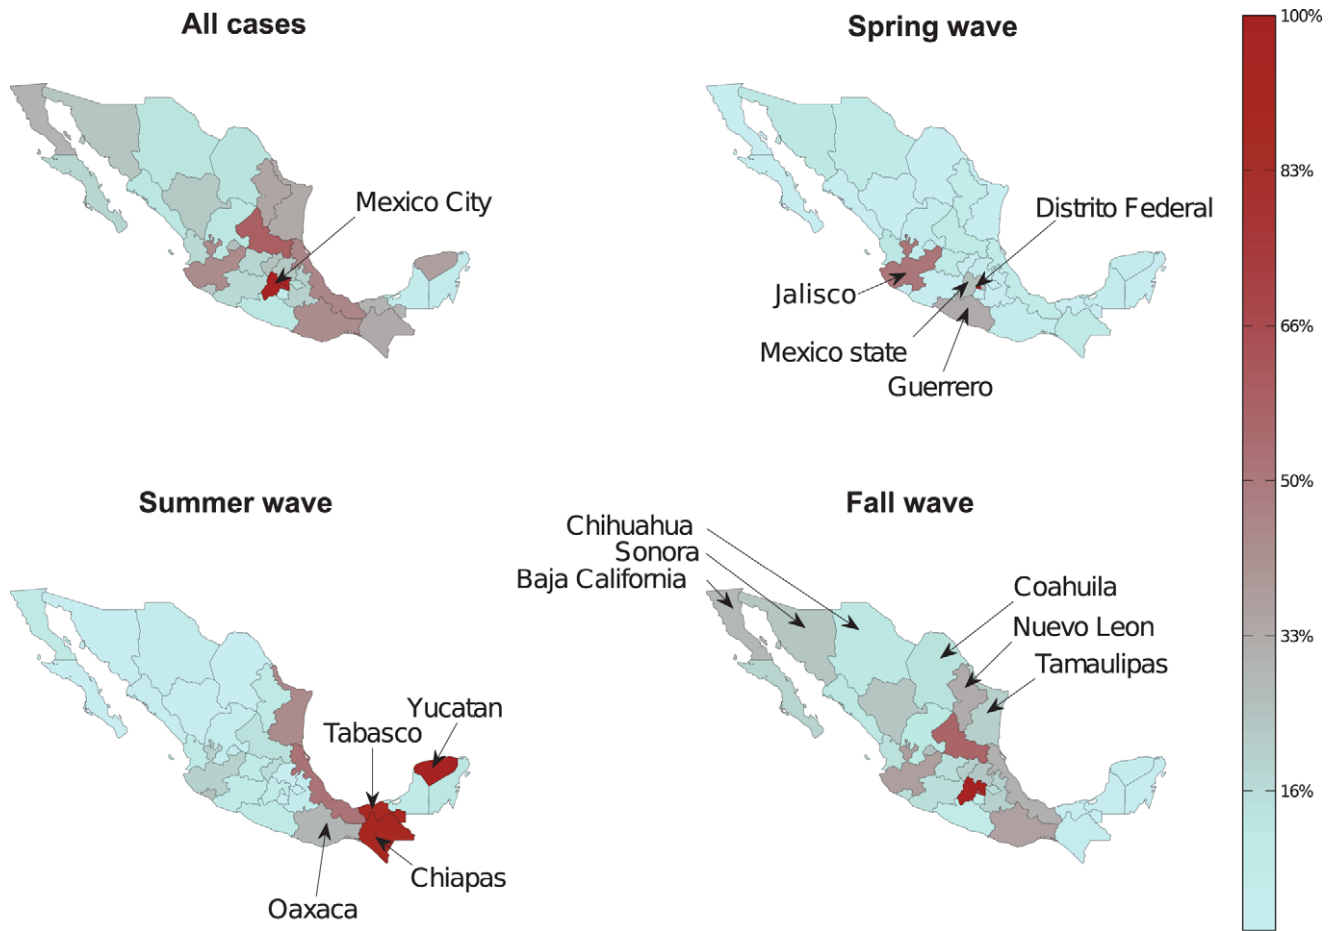 All cases
Spring wave
100%
83%
66%
50%
33%
16%
Mexico City
Distrito Federal
Jalisco
Mexico state
Guerrero
Summer wave
Fall wave
Yucatan
Tabasco
Chiapas
Oaxaca
Chihuahua
Sonora
Baja California
Coahuila
Nuevo Leon
Tamaulipas